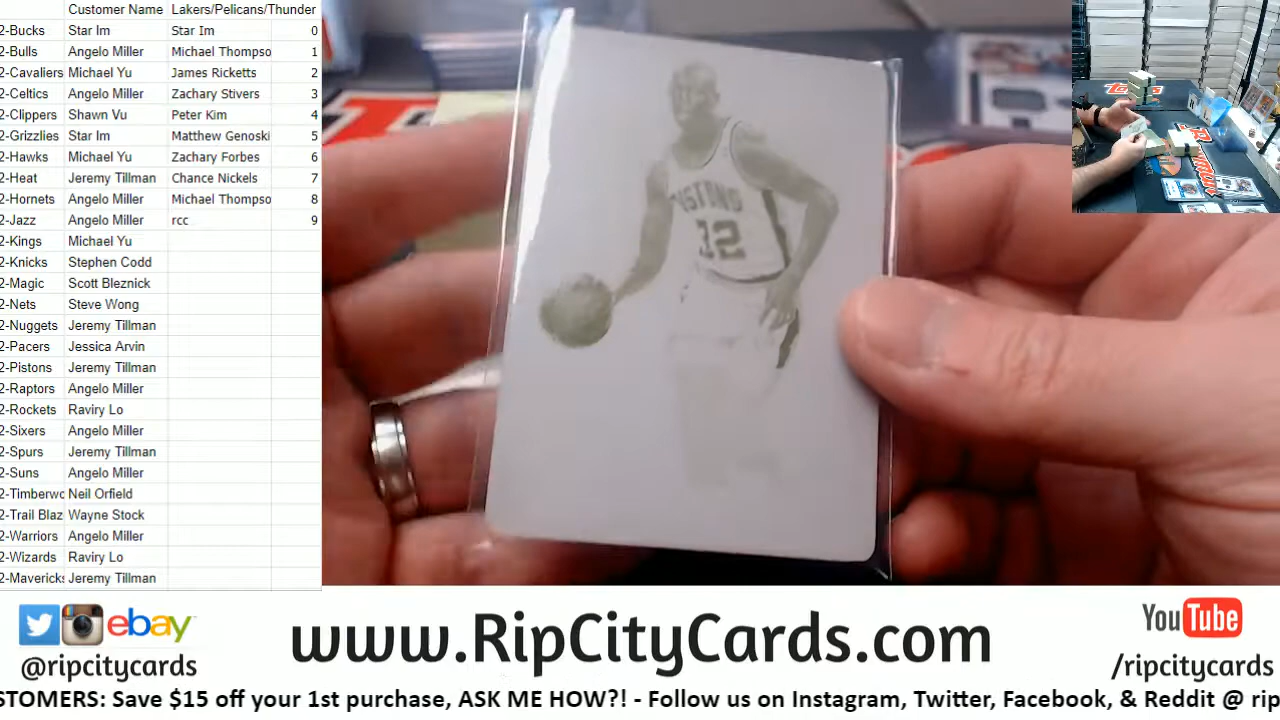 Customer Name Lakers/Pelicans/Thunder
2-Bucks Star Im Star Im 0
2-Bulls Angelo Miller Michael Thompso 1
2-Cavaliers Michael Yu James Ricketts 2
2-Celtics Angelo Miller Zachary Stivers 3
2-Clippers Shawn Vu Peter Kim 4
2-Grizzlies Star Im Matthew Genoski 5
2-Hawks Michael Yu Zachary Forbes 6
2-Heat Jeremy Tillman Chance Nickels 7
2-Hornets Angelo Miller Michael Thompso 8
2-Jazz Angelo Miller rcc 9
2-Kings Michael Yu
2-Knicks Stephen Codd
2-Magic Scott Bleznick
2-Nets Steve Wong
2-Nuggets Jeremy Tillman
2-Pacers Jessica Arvin
2-Pistons Jeremy Tillman
2-Raptors Angelo Miller
2-Rockets Raviry Lo
2-Sixers Angelo Miller
2-Spurs Jeremy Tillman
2-Suns Angelo Miller
2-Timberwo Neil Orfield
2-Trail Blaz Wayne Stock
2-Warriors Angelo Miller
2-Wizards Raviry Lo
2-Mavericks Jeremy Tillman
PISTONS
12
ebay
@ripcitycards
www.RipCityCards.com
YouTube
/ripcitycards
STOMERS: Save $15 off your 1st purchase, ASK ME HOW?! - Follow us on Instagram, Twitter, Facebook, & Reddit @ rip